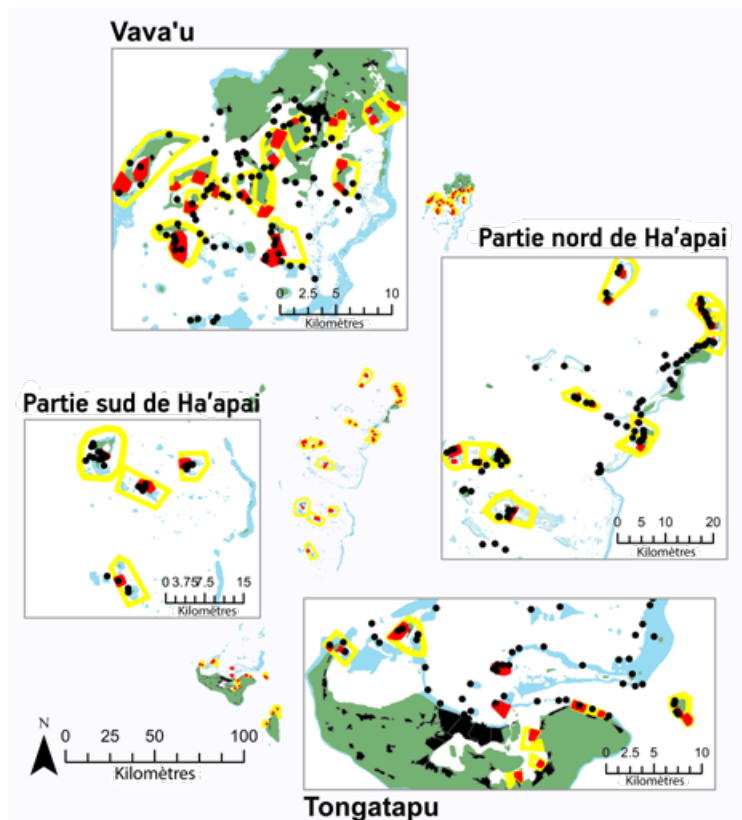 Vava'u
0 2.5 5 10
Kilomètres
Partie nord de Ha'apai
0 5 10 20
Kilomètres
Partie sud de Ha'apai
0 3.75 7.5 15
Kilomètres
N
0 25 50 100
Kilomètres
0 2.5 5 10
Kilomètres
Tongatapu